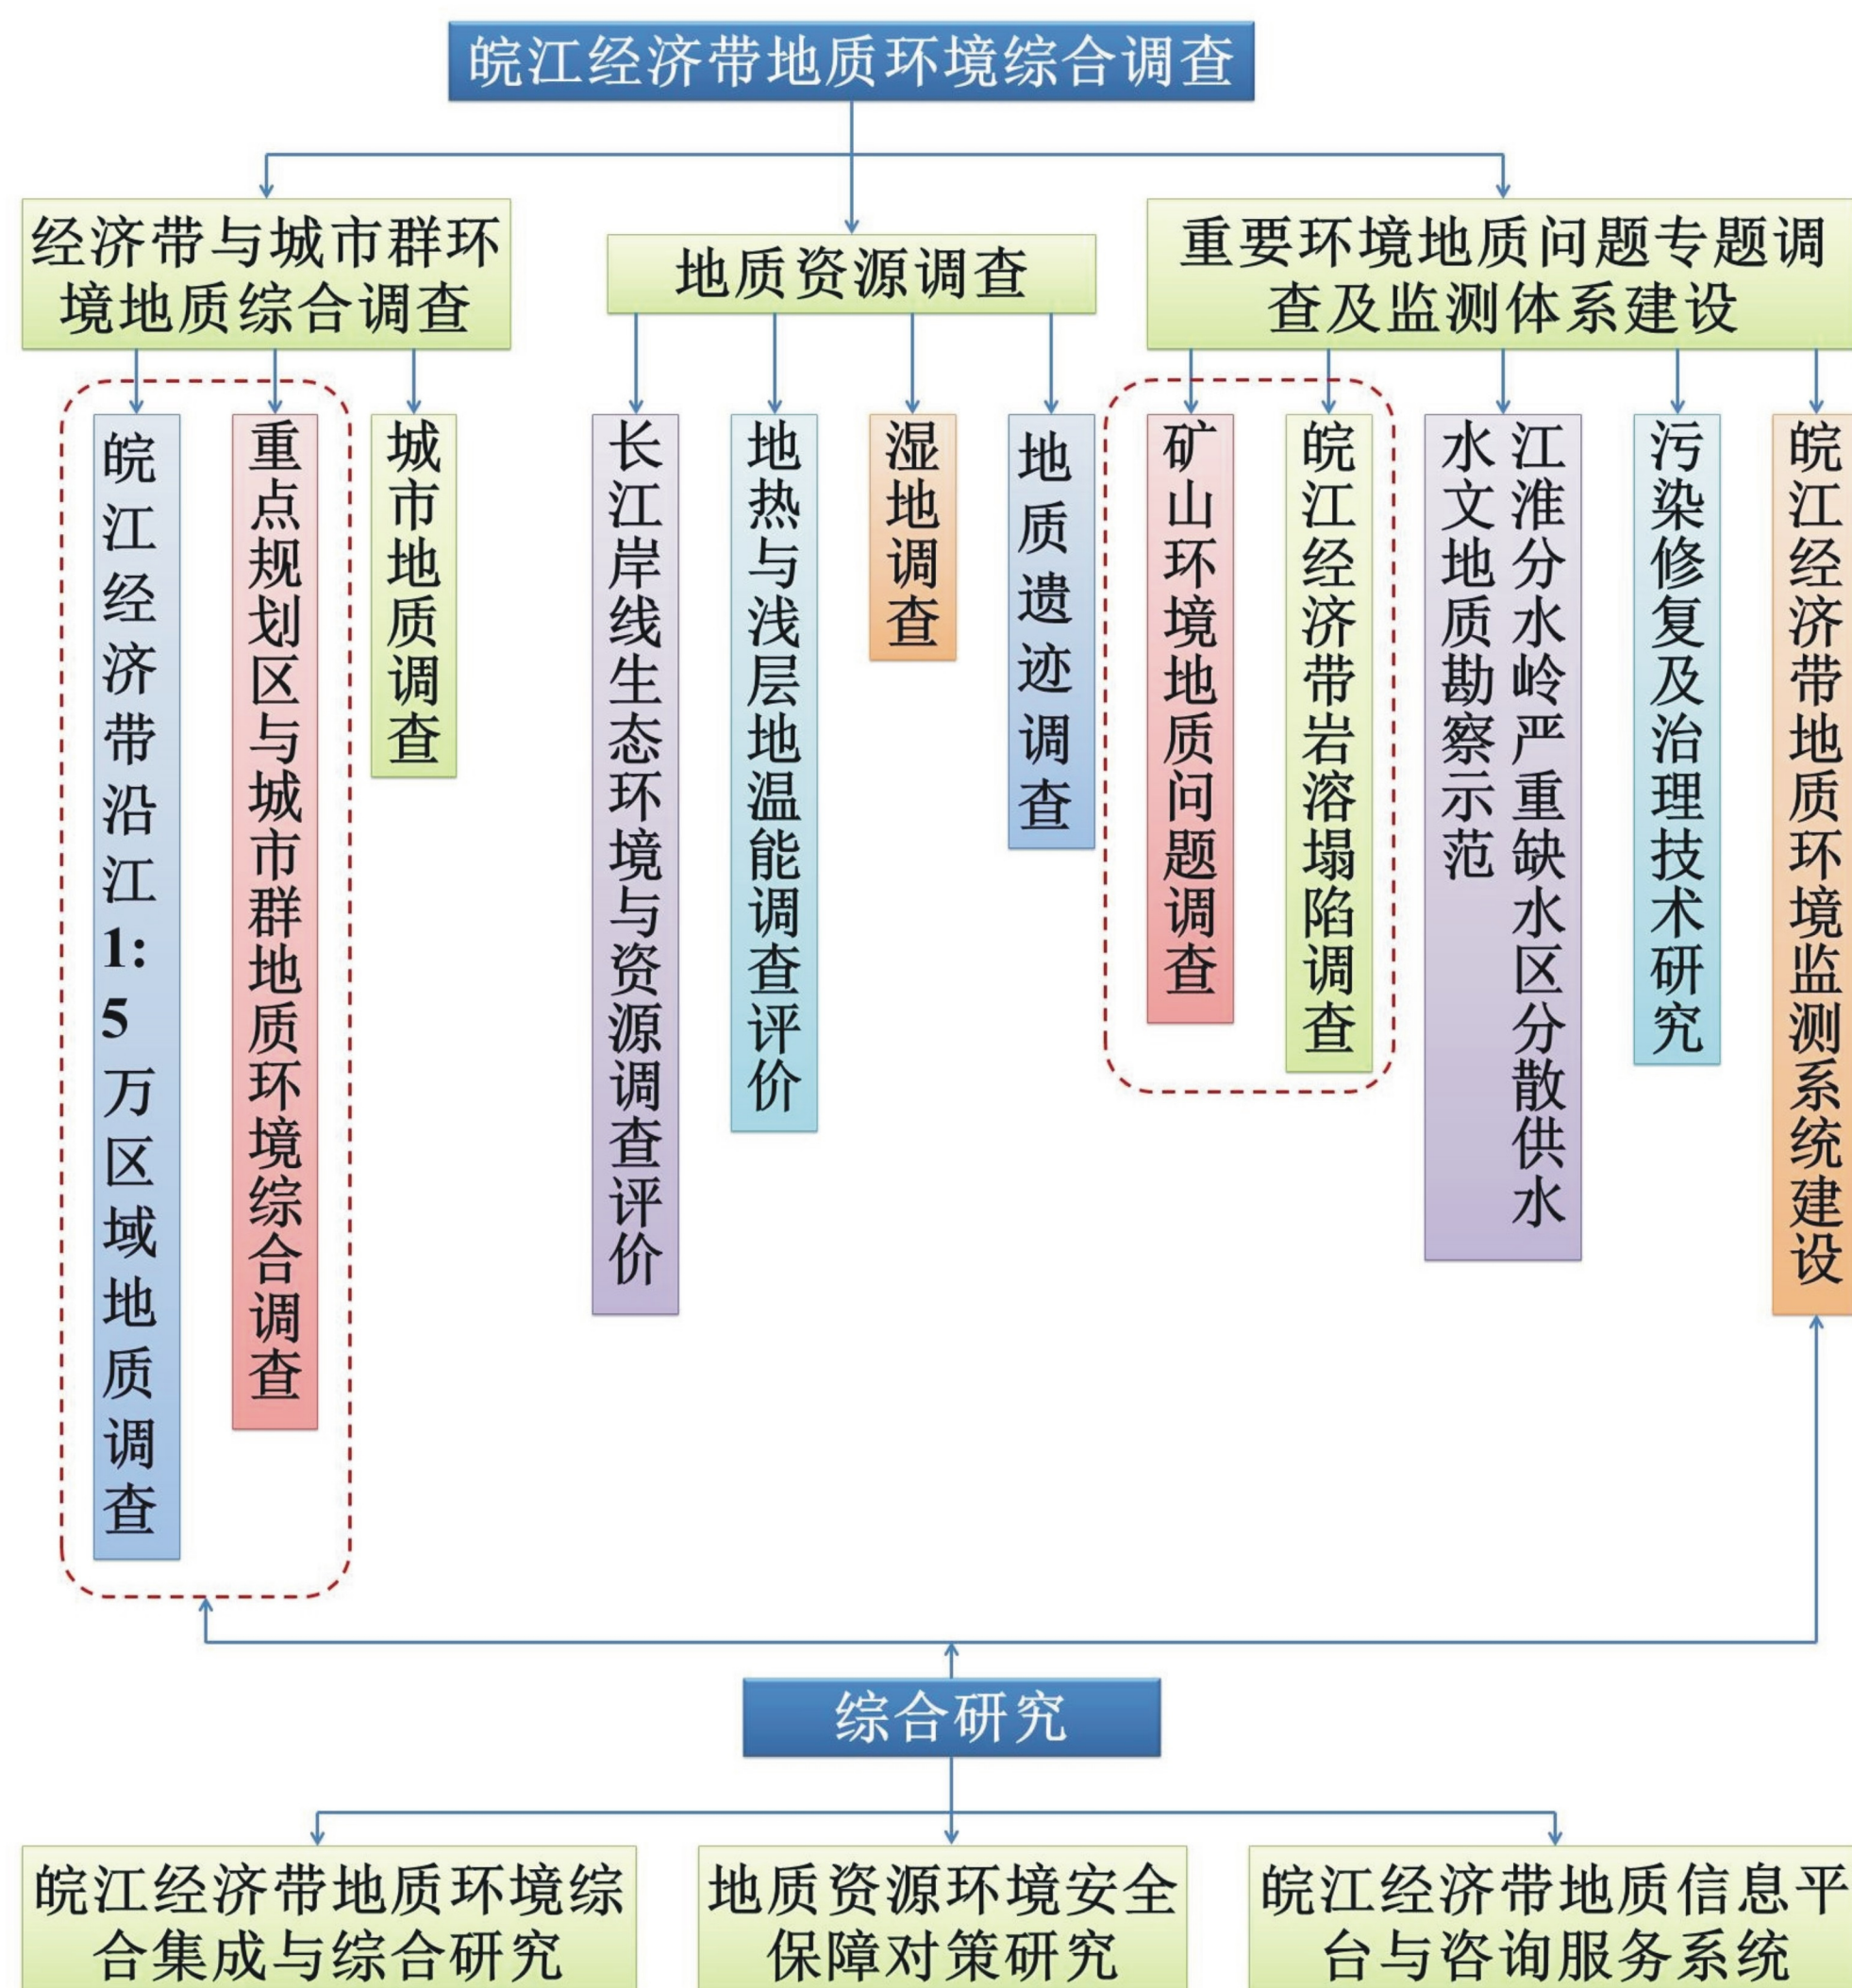 皖江经济带地质环境综合调查
经济带与城市群环
境地质综合调查
地质资源调查
重要环境地质问题专题调
查及监测体系建设
皖江经济带沿江1:5万区域地质调查
重点规划区与城市群地质环境综合调查
城市地质调查
长江岸线生态环境与资源调查评价
地热与浅层地温能调查评价
湿地调查
地质遗迹调查
矿山环境地质问题调查
皖江经济带岩溶塌陷调查
江淮分水岭严重缺水区分散供水
水文地质勘察示范
污染修复及治理技术研究
皖江经济带地质环境监测系统建设
综合研究
皖江经济带地质环境综
合集成与综合研究
地质资源环境安全
保障对策研究
皖江经济带地质信息平
台与咨询服务系统